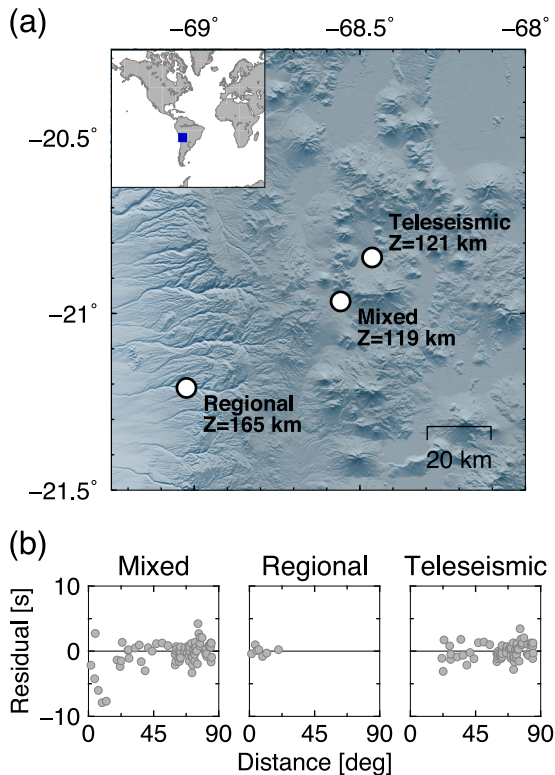 (a)
−69° −68.5° −68°
−20.5°
−21°
−21.5°
Teleseismic
Z=121 km
Mixed
Z=119 km
Regional
Z=165 km
20 km
(b)
Mixed Regional Teleseismic
Residual [s]
10
0
−10
0 45 90 0 45 90 0 45 90
Distance [deg]